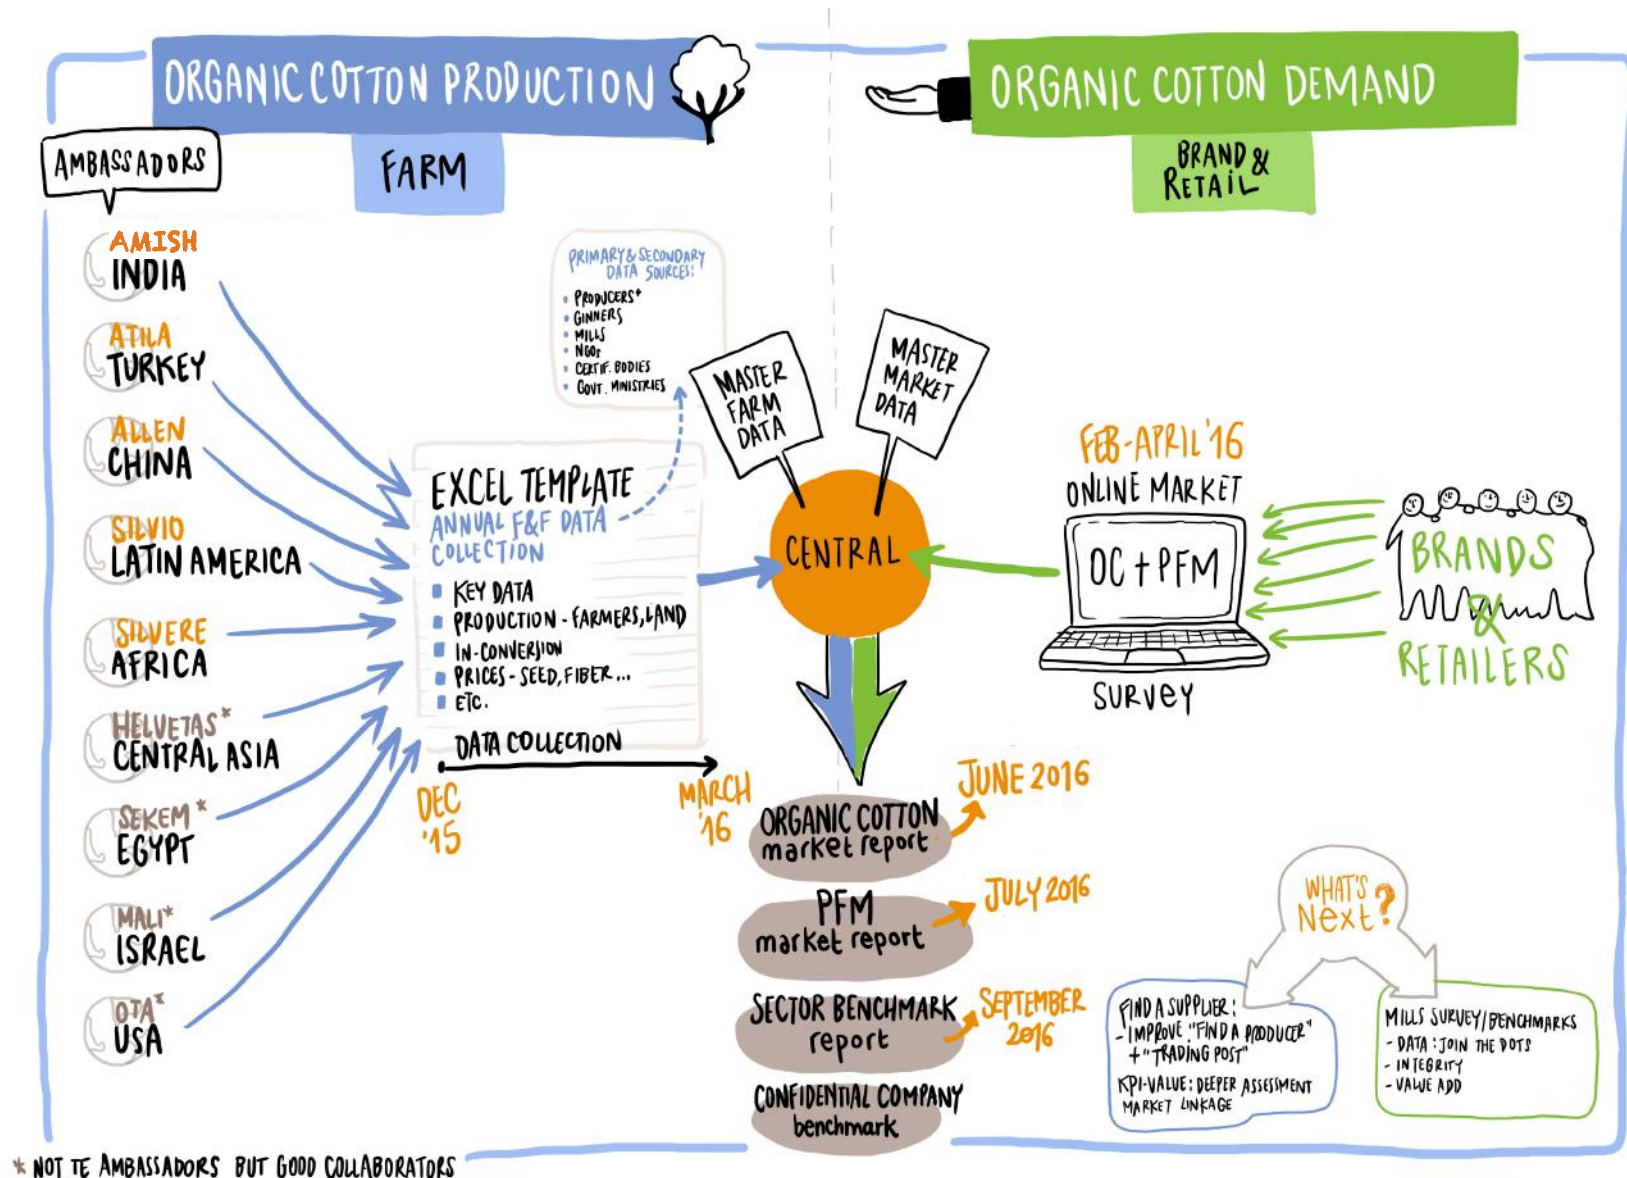 ORGANIC COTTON PRODUCTION
FARM
ORGANIC COTTON DEMAND
BRAND &
RETAIL
AMBASSADORS
AMISH
INDIA
ATILA
TURKEY
ALLEN
CHINA
SILVIO
LATIN AMERICA
SILVERE
AFRICA
HELVETAS*
CENTRAL ASIA
SEKEM*
EGYPT
MALI*
ISRAEL
OTA*
USA
PRIMARY & SECONDARY
DATA SOURCES:
PRODUCERS*
GINNERS
MILLS
NGOs
CERTIF. BODIES
GOVT. MINISTRIES
EXCEL TEMPLATE
ANNUAL F&F DATA
COLLECTION
KEY DATA
PRODUCTION - FARMERS, LAND
IN-CONVERSION
PRICES - SEED, FIBER...
ETC.
DATA COLLECTION
DEC
'15
MARCH
'16
MASTER
FARM
DATA
MASTER
MARKET
DATA
CENTRAL
FEB-APRIL '16
ONLINE MARKET
OC + PFM
SURVEY
BRANDS
&
RETAILERS
ORGANIC COTTON
market report
JUNE 2016
PFM
market report
JULY 2016
SECTOR BENCHMARK
report
SEPTEMBER
2016
CONFIDENTIAL COMPANY
benchmark
WHAT'S
Next?
FIND A SUPPLIER:
- IMPROVE "FIND A PRODUCER"
+ "TRADING POST"
KPI-VALUE: DEEPER ASSESSMENT
MARKET LINKAGE
MILLS SURVEY/BENCHMARKS
- DATA: JOIN THE DOTS
- INTEGRITY
- VALUE ADD
* NOT TE AMBASSADORS BUT GOOD COLLABORATORS